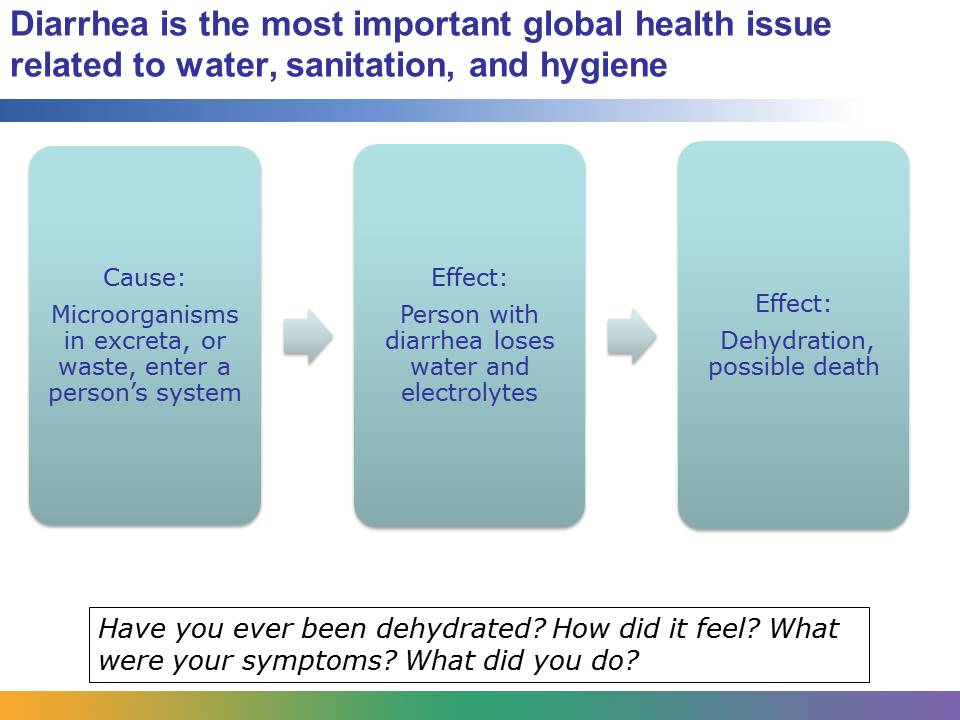 Diarrhea is the most important global health issue
related to water, sanitation, and hygiene
Cause:
Microorganisms
in excreta, or
waste, enter a
person’s system
Effect:
Person with
diarrhea loses
water and
electrolytes
Effect:
Dehydration,
possible death
Have you ever been dehydrated? How did it feel? What
were your symptoms? What did you do?